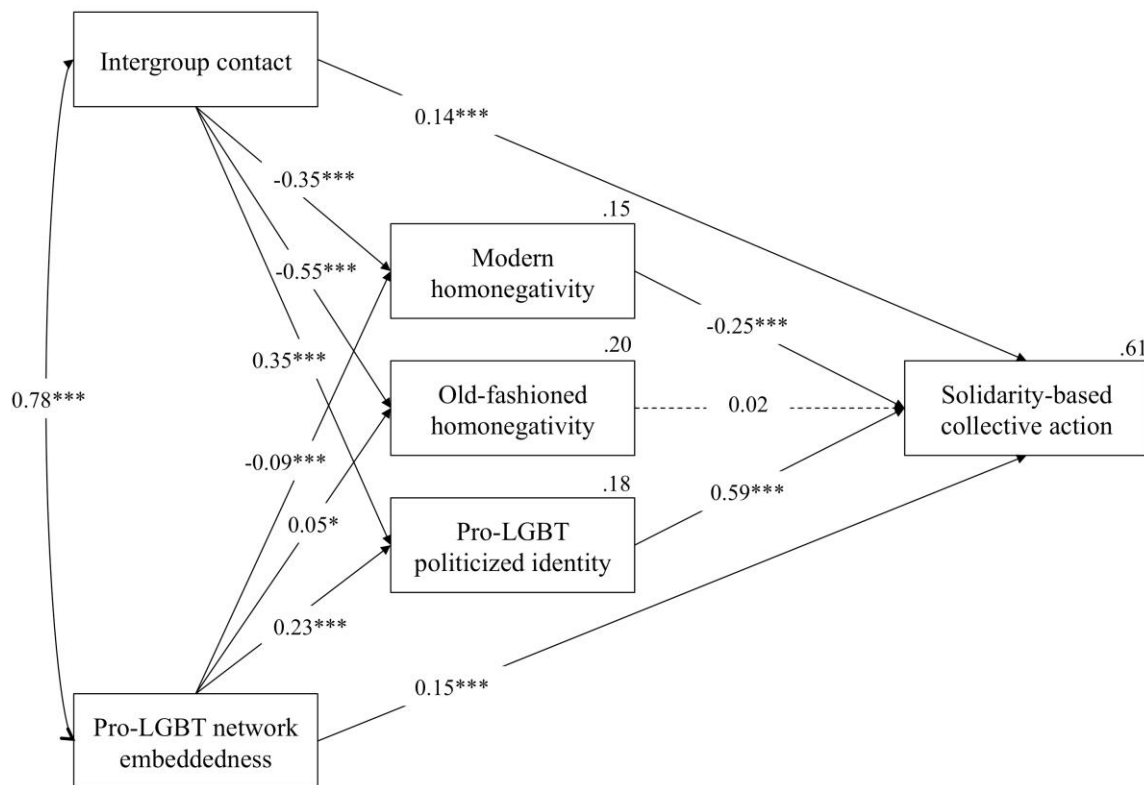 Intergroup contact
0.14***
-0.35***
.15
Modern
homonegativity
-0.55***
-0.25***
.20
.61
0.35***
Old-fashioned
homonegativity
0.02
Solidarity-based
collective action
0.78***
-0.09***
.18
0.59***
Pro-LGBT
politicized identity
0.05*
0.23***
0.15***
Pro-LGBT network
embeddedness